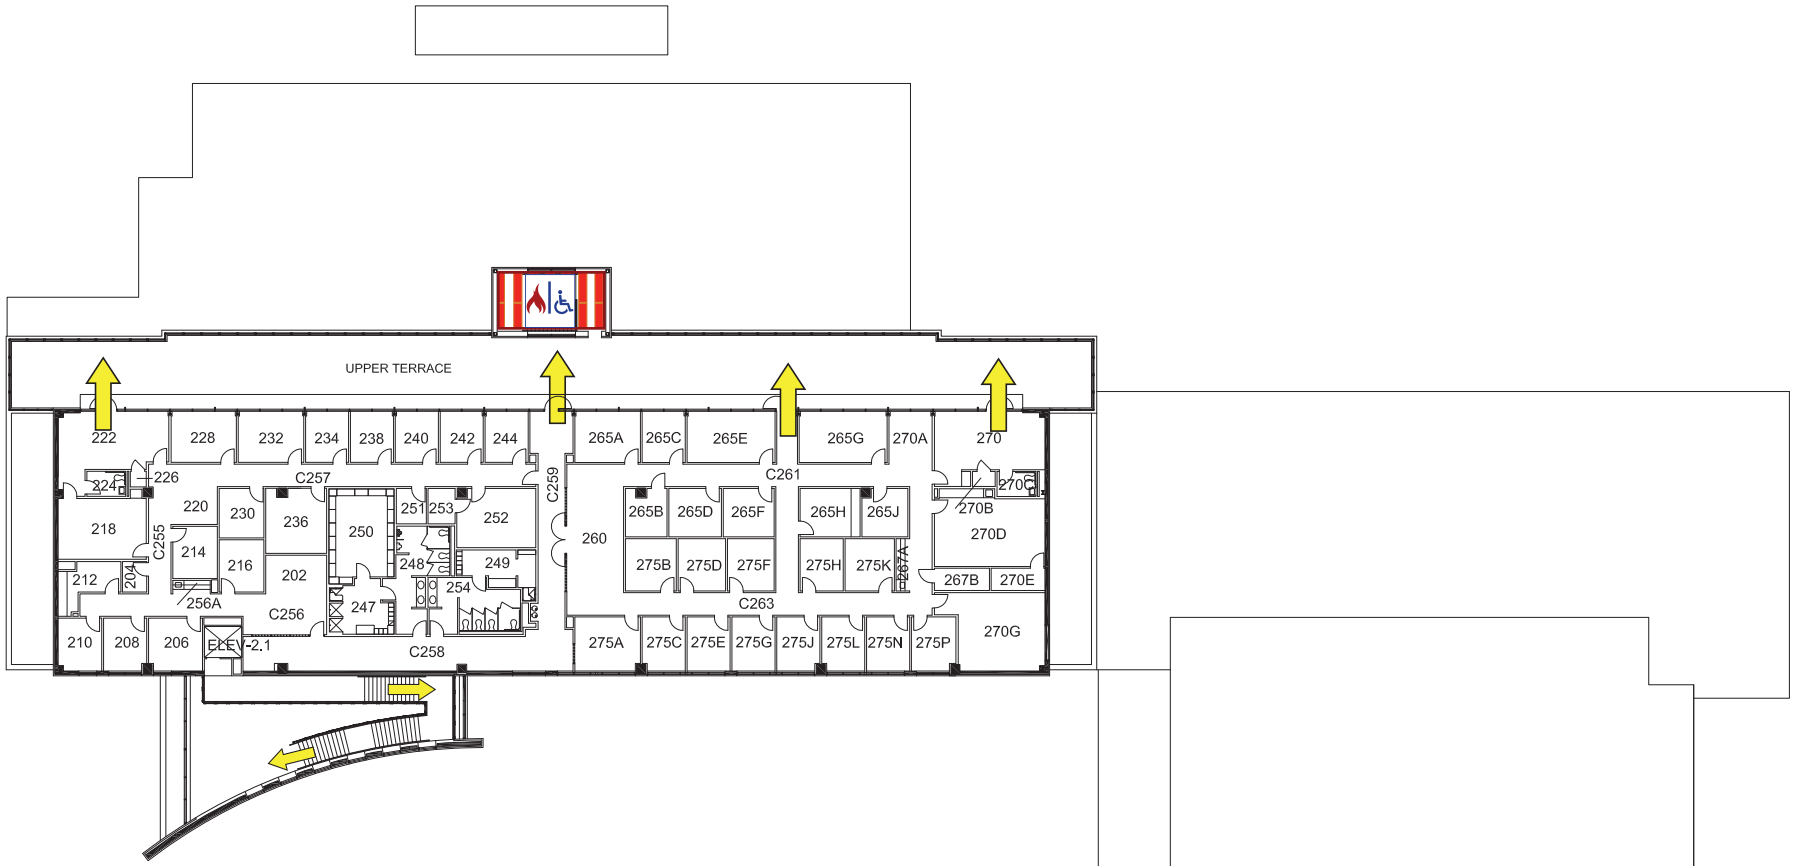 UPPER TERRACE
222
228
232
234
238
240
242
244
265A
265C
265E
265G
270A
270
224
226
C257
C259
C261
270C
220
230
236
250
251
253
252
265B
265D
265F
265H
265J
270B
218
C255
214
216
260
270D
212
204
202
248
249
275B
275D
275F
275H
275K
267A
267B
270E
256A
C256
247
254
C263
210
208
206
ELEV-2.1
C258
275A
275C
275E
275G
275J
275L
275N
275P
270G